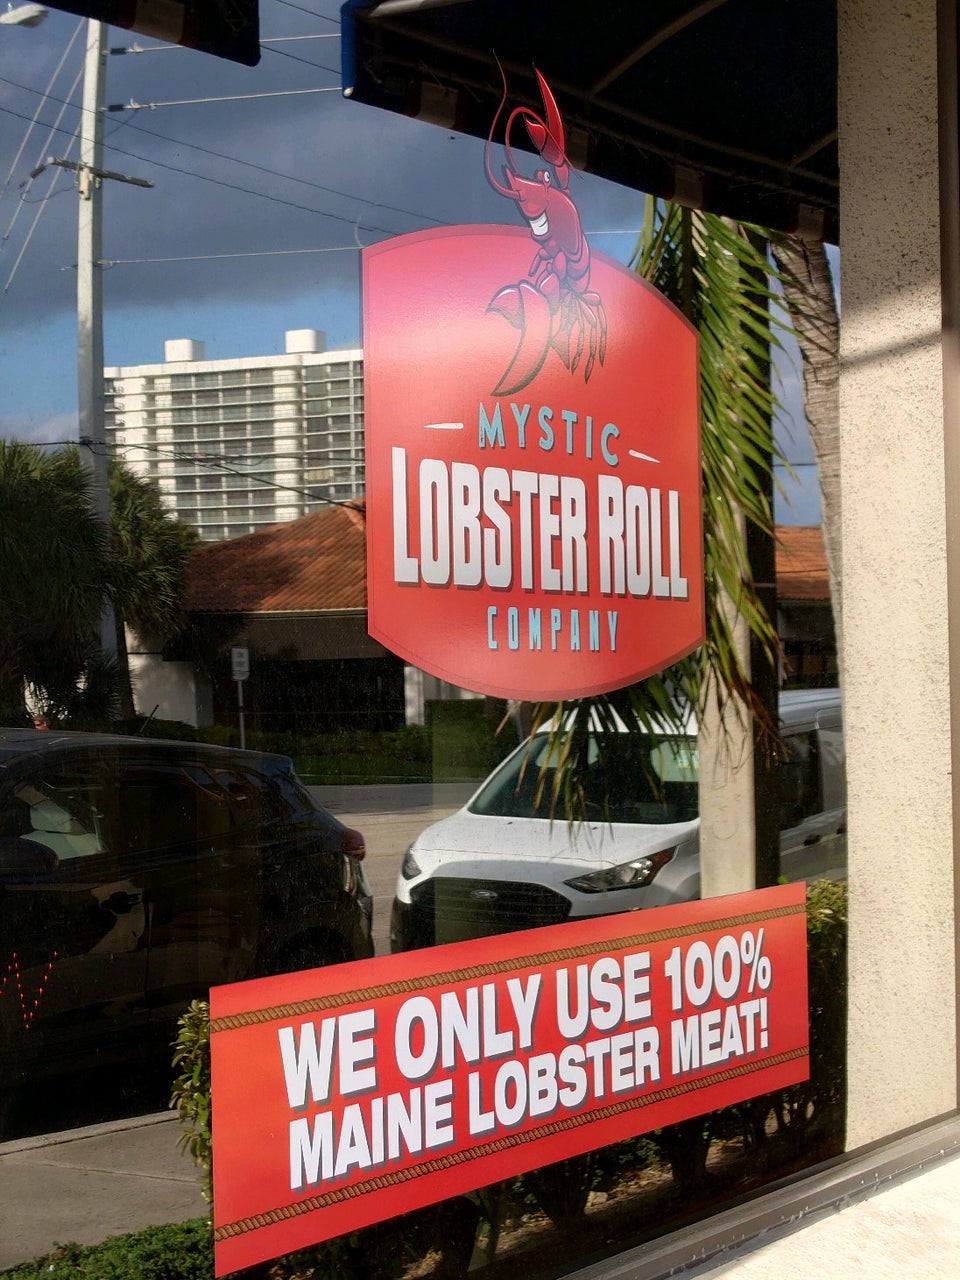 MYSTIC
LOBSTER ROLL
COMPANY
WE ONLY USE 100%
MAINE LOBSTER MEAT!